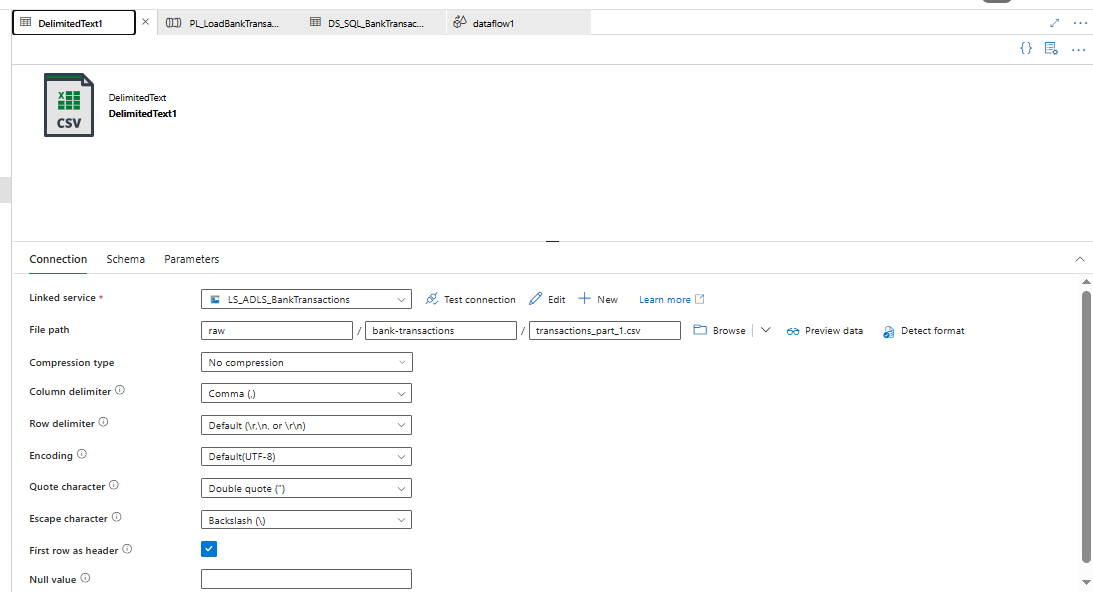 DelimitedText1
PL_LoadBankTransa...
DS_SQL_BankTransac...
dataflow1
{}
CSV
DelimitedText
DelimitedText1
Connection
Schema
Parameters
Linked service *
LS_ADLS_BankTransactions
Test connection
Edit
New
Learn more
File path
raw / bank-transactions / transactions_part_1.csv
Browse
Preview data
Detect format
Compression type
No compression
Column delimiter
Comma (,)
Row delimiter
Default (\r,\n, or \r\n)
Encoding
Default(UTF-8)
Quote character
Double quote (")
Escape character
Backslash (\)
First row as header
Null value